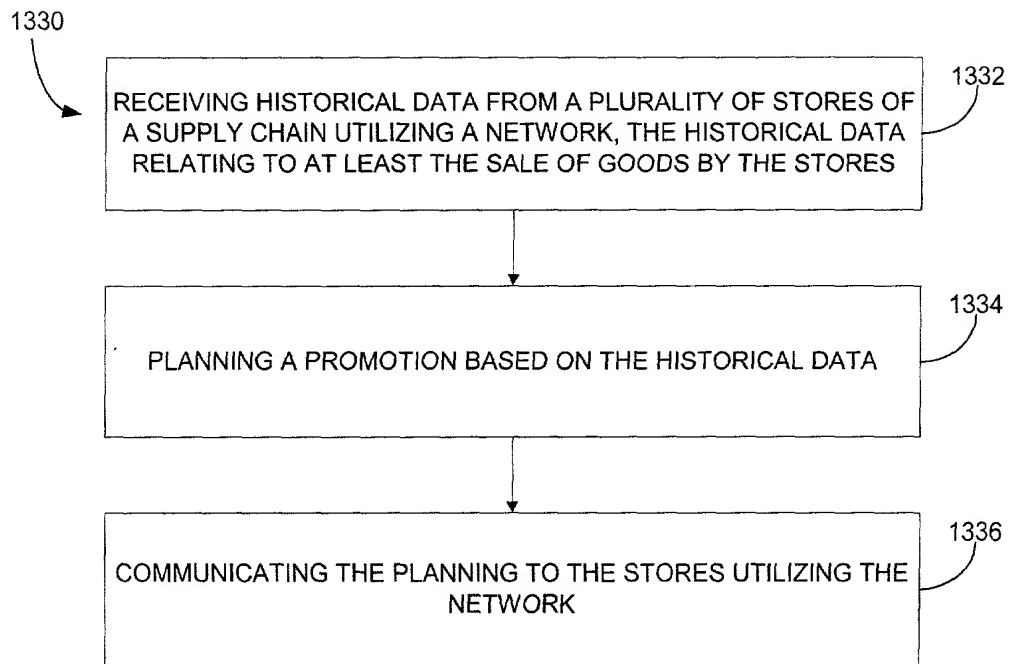 1330
1332
RECEIVING HISTORICAL DATA FROM A PLURALITY OF STORES OF
A SUPPLY CHAIN UTILIZING A NETWORK, THE HISTORICAL DATA
RELATING TO AT LEAST THE SALE OF GOODS BY THE STORES
1334
PLANNING A PROMOTION BASED ON THE HISTORICAL DATA
1336
COMMUNICATING THE PLANNING TO THE STORES UTILIZING THE
NETWORK